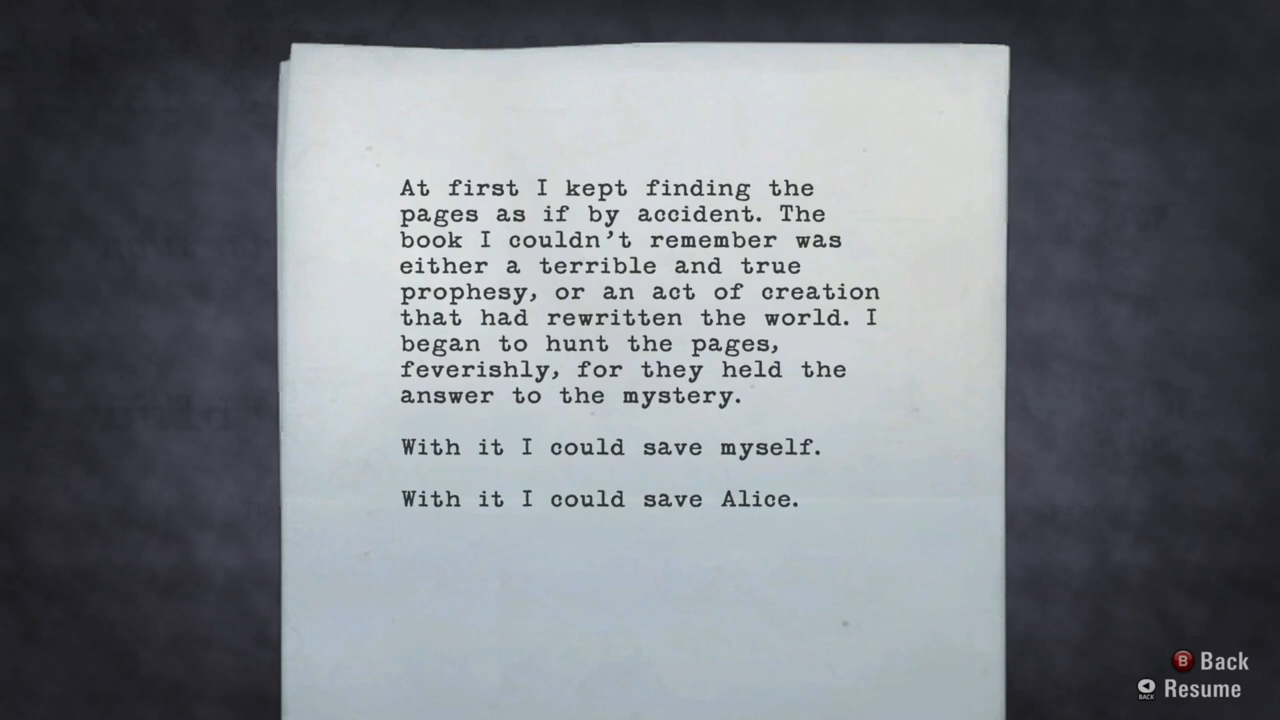 At first I kept finding the
pages as if by accident. The
book I couldn't remember was
either a terrible and true
prophesy, or an act of creation
that had rewritten the world. I
began to hunt the pages,
feverishly, for they held the
answer to the mystery.
With it I could save myself.
With it I could save Alice.
B Back
BACK Resume